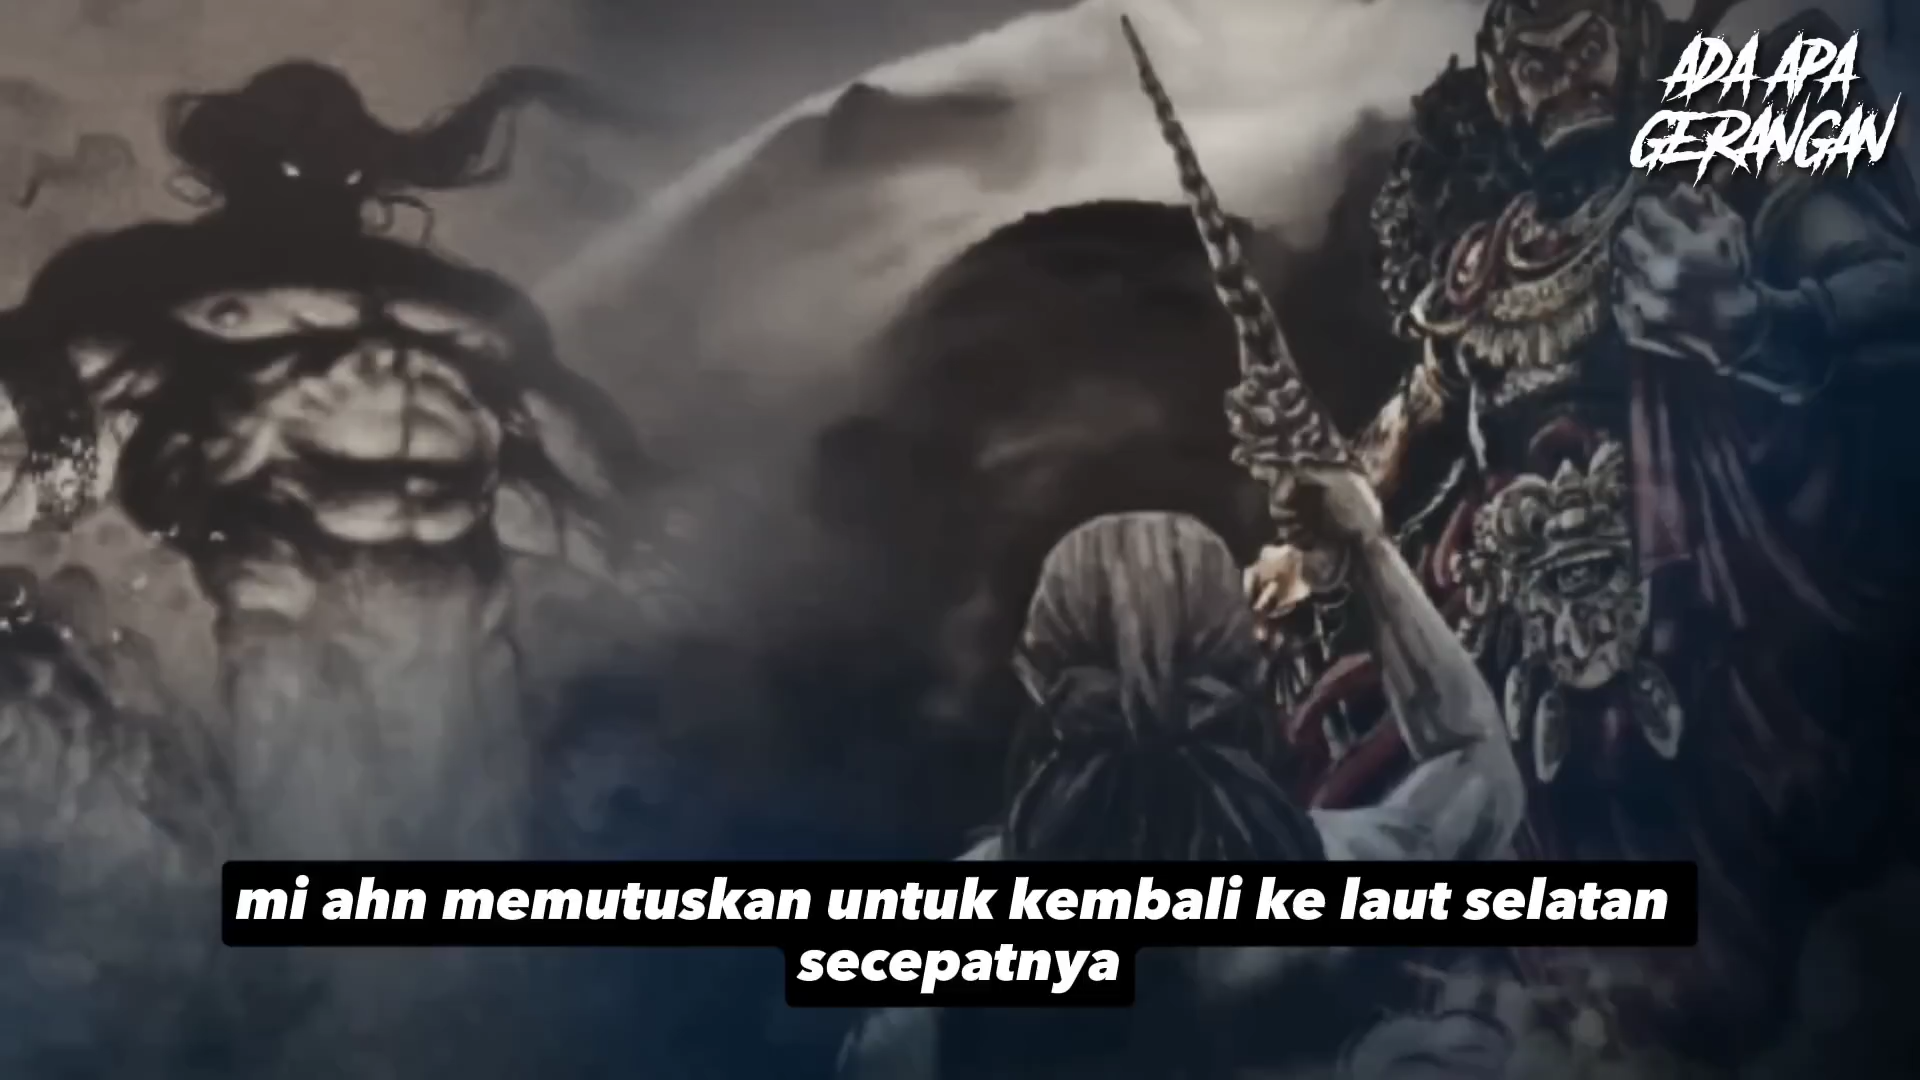 ADA APA
GERANGAN
mi ahn memutuskan untuk kembali ke laut selatan
secepatnya